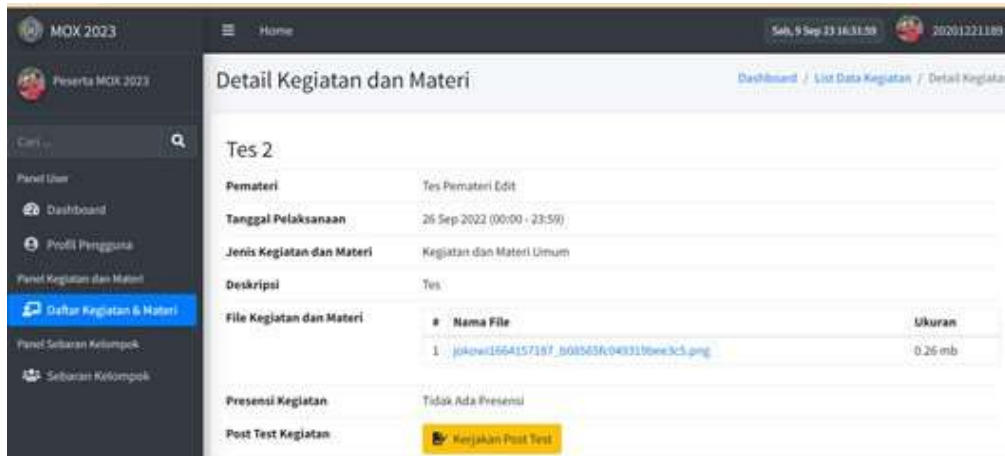 MOX 2023
Home
Sab, 9 Sep 23 16:31:59
20201221189
Peserta MOX 2023
Detail Kegiatan dan Materi
Dashboard / List Data Kegiatan / Detail Kegiata
Cari ...
Tes 2
Panel User
Pemateri Tes Pemateri Edit
Dashboard
Tanggal Pelaksanaan 26 Sep 2022 (00:00 - 23:59)
Profil Pengguna
Jenis Kegiatan dan Materi Kegiatan dan Materi Umum
Panel Kegiatan dan Materi
Deskripsi Tes
Daftar Kegiatan & Materi
File Kegiatan dan Materi
# Nama File Ukuran
Panel Sebaran Kelompok
1 0.26 mb
Sebaran Kelompok
Presensi Kegiatan Tidak Ada Presensi
Post Test Kegiatan Kerjakan Post Test